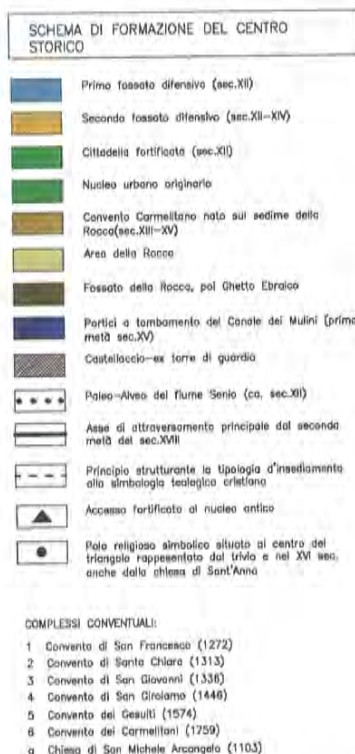 SCHEMA DI FORMAZIONE DEL CENTRO
STORICO
Primo fossato difensivo (sec.XII)
Secondo fossato difensivo (sec.XII-XIV)
Cittadella fortificata (sec.XII)
Nucleo urbano originario
Convento Carmelitano nato sul sedime della
Rocca(sec.XIII-XV)
Area della Rocca
Fossato della Rocca, poi Ghetto Ebraico
Portici a tombamento del Canale dei Mulini (prima
metà sec.XV)
Castellaccio-ex torre di guardia
Paleo-Alveo del fiume Senio (ca. sec.XII)
Asse di attraversamento principale dal seconda
metà del sec.XVIII
Principio strutturante la tipologia d'insediamento
alla simbologia teologica cristiana
Accesso fortificato al nucleo antico
Polo religioso simbolico situato al centro del
triangolo rappesentato dal trivio e nel XVI sec.
anche dalla chiesa di Sant'Anna
COMPLESSI CONVENTUALI:
1 Convento di San Francesco (1272)
2 Convento di Santa Chiara (1313)
3 Convento di San Giovanni (1336)
4 Convento di San Girolamo (1446)
5 Convento dei Gesuiti (1574)
6 Convento dei Carmelitani (1759)
a Chiesa di San Michele Arcangelo (1103)